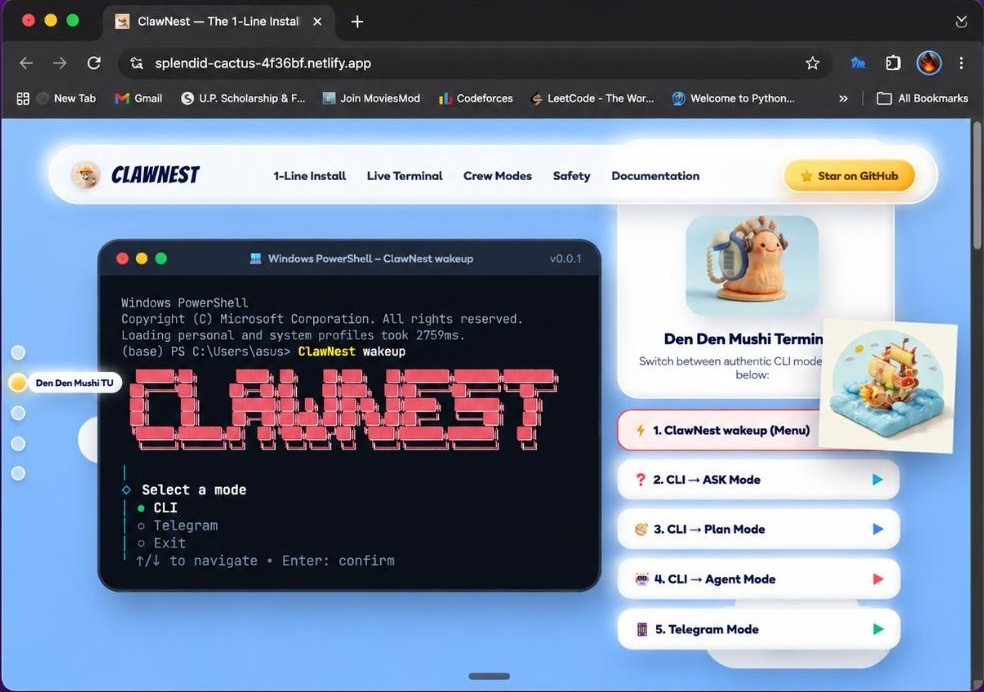 ClawNest — The 1-Line Instal
splendid-cactus-4f36bf.netlify.app
New Tab
Gmail
U.P. Scholarship & F...
Join MoviesMod
Codeforces
LeetCode - The Wor...
Welcome to Python...
»
All Bookmarks
CLAWNEST
1-Line Install
Live Terminal
Crew Modes
Safety
Documentation
Star on GitHub
Windows PowerShell – ClawNest wakeup
v0.0.1
Windows PowerShell
Copyright (C) Microsoft Corporation. All rights reserved.
Loading personal and system profiles took 2759ms.
(base) PS C:\Users\asus> ClawNest wakeup
CLAWNEST
Select a mode
CLI
Telegram
Exit
↑/↓ to navigate • Enter: confirm
Den Den Mushi TU
Den Den Mushi Termin
Switch between authentic CLI mode
below:
1. ClawNest wakeup (Menu)
2. CLI → ASK Mode
3. CLI → Plan Mode
4. CLI → Agent Mode
5. Telegram Mode